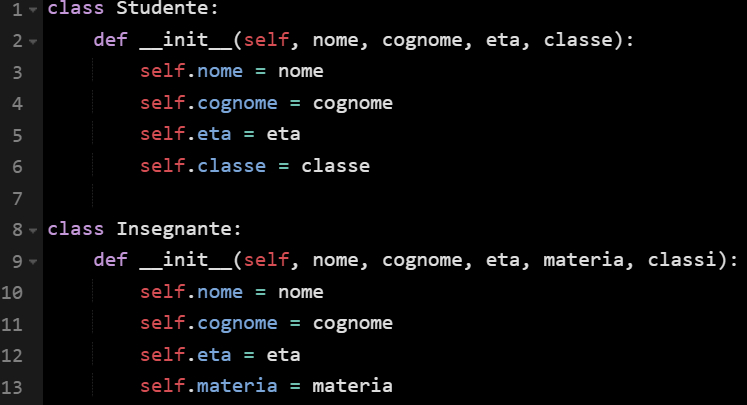 1 class Studente:
2     def __init__(self, nome, cognome, eta, classe):
3         self.nome = nome
4         self.cognome = cognome
5         self.eta = eta
6         self.classe = classe
7
8 class Insegnante:
9     def __init__(self, nome, cognome, eta, materia, classi):
10         self.nome = nome
11         self.cognome = cognome
12         self.eta = eta
13         self.materia = materia